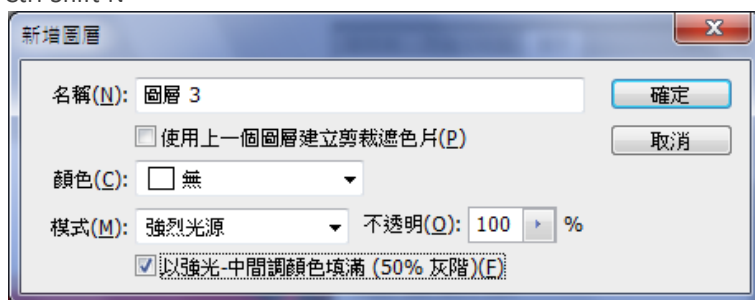 新增圖層
名稱(N): 圖層 3
確定
使用上一個圖層建立剪裁遮色片(P)
取消
顏色(C): 無
模式(M): 強烈光源 不透明(O): 100 %
以強光-中間調顏色填滿 (50% 灰階)(F)